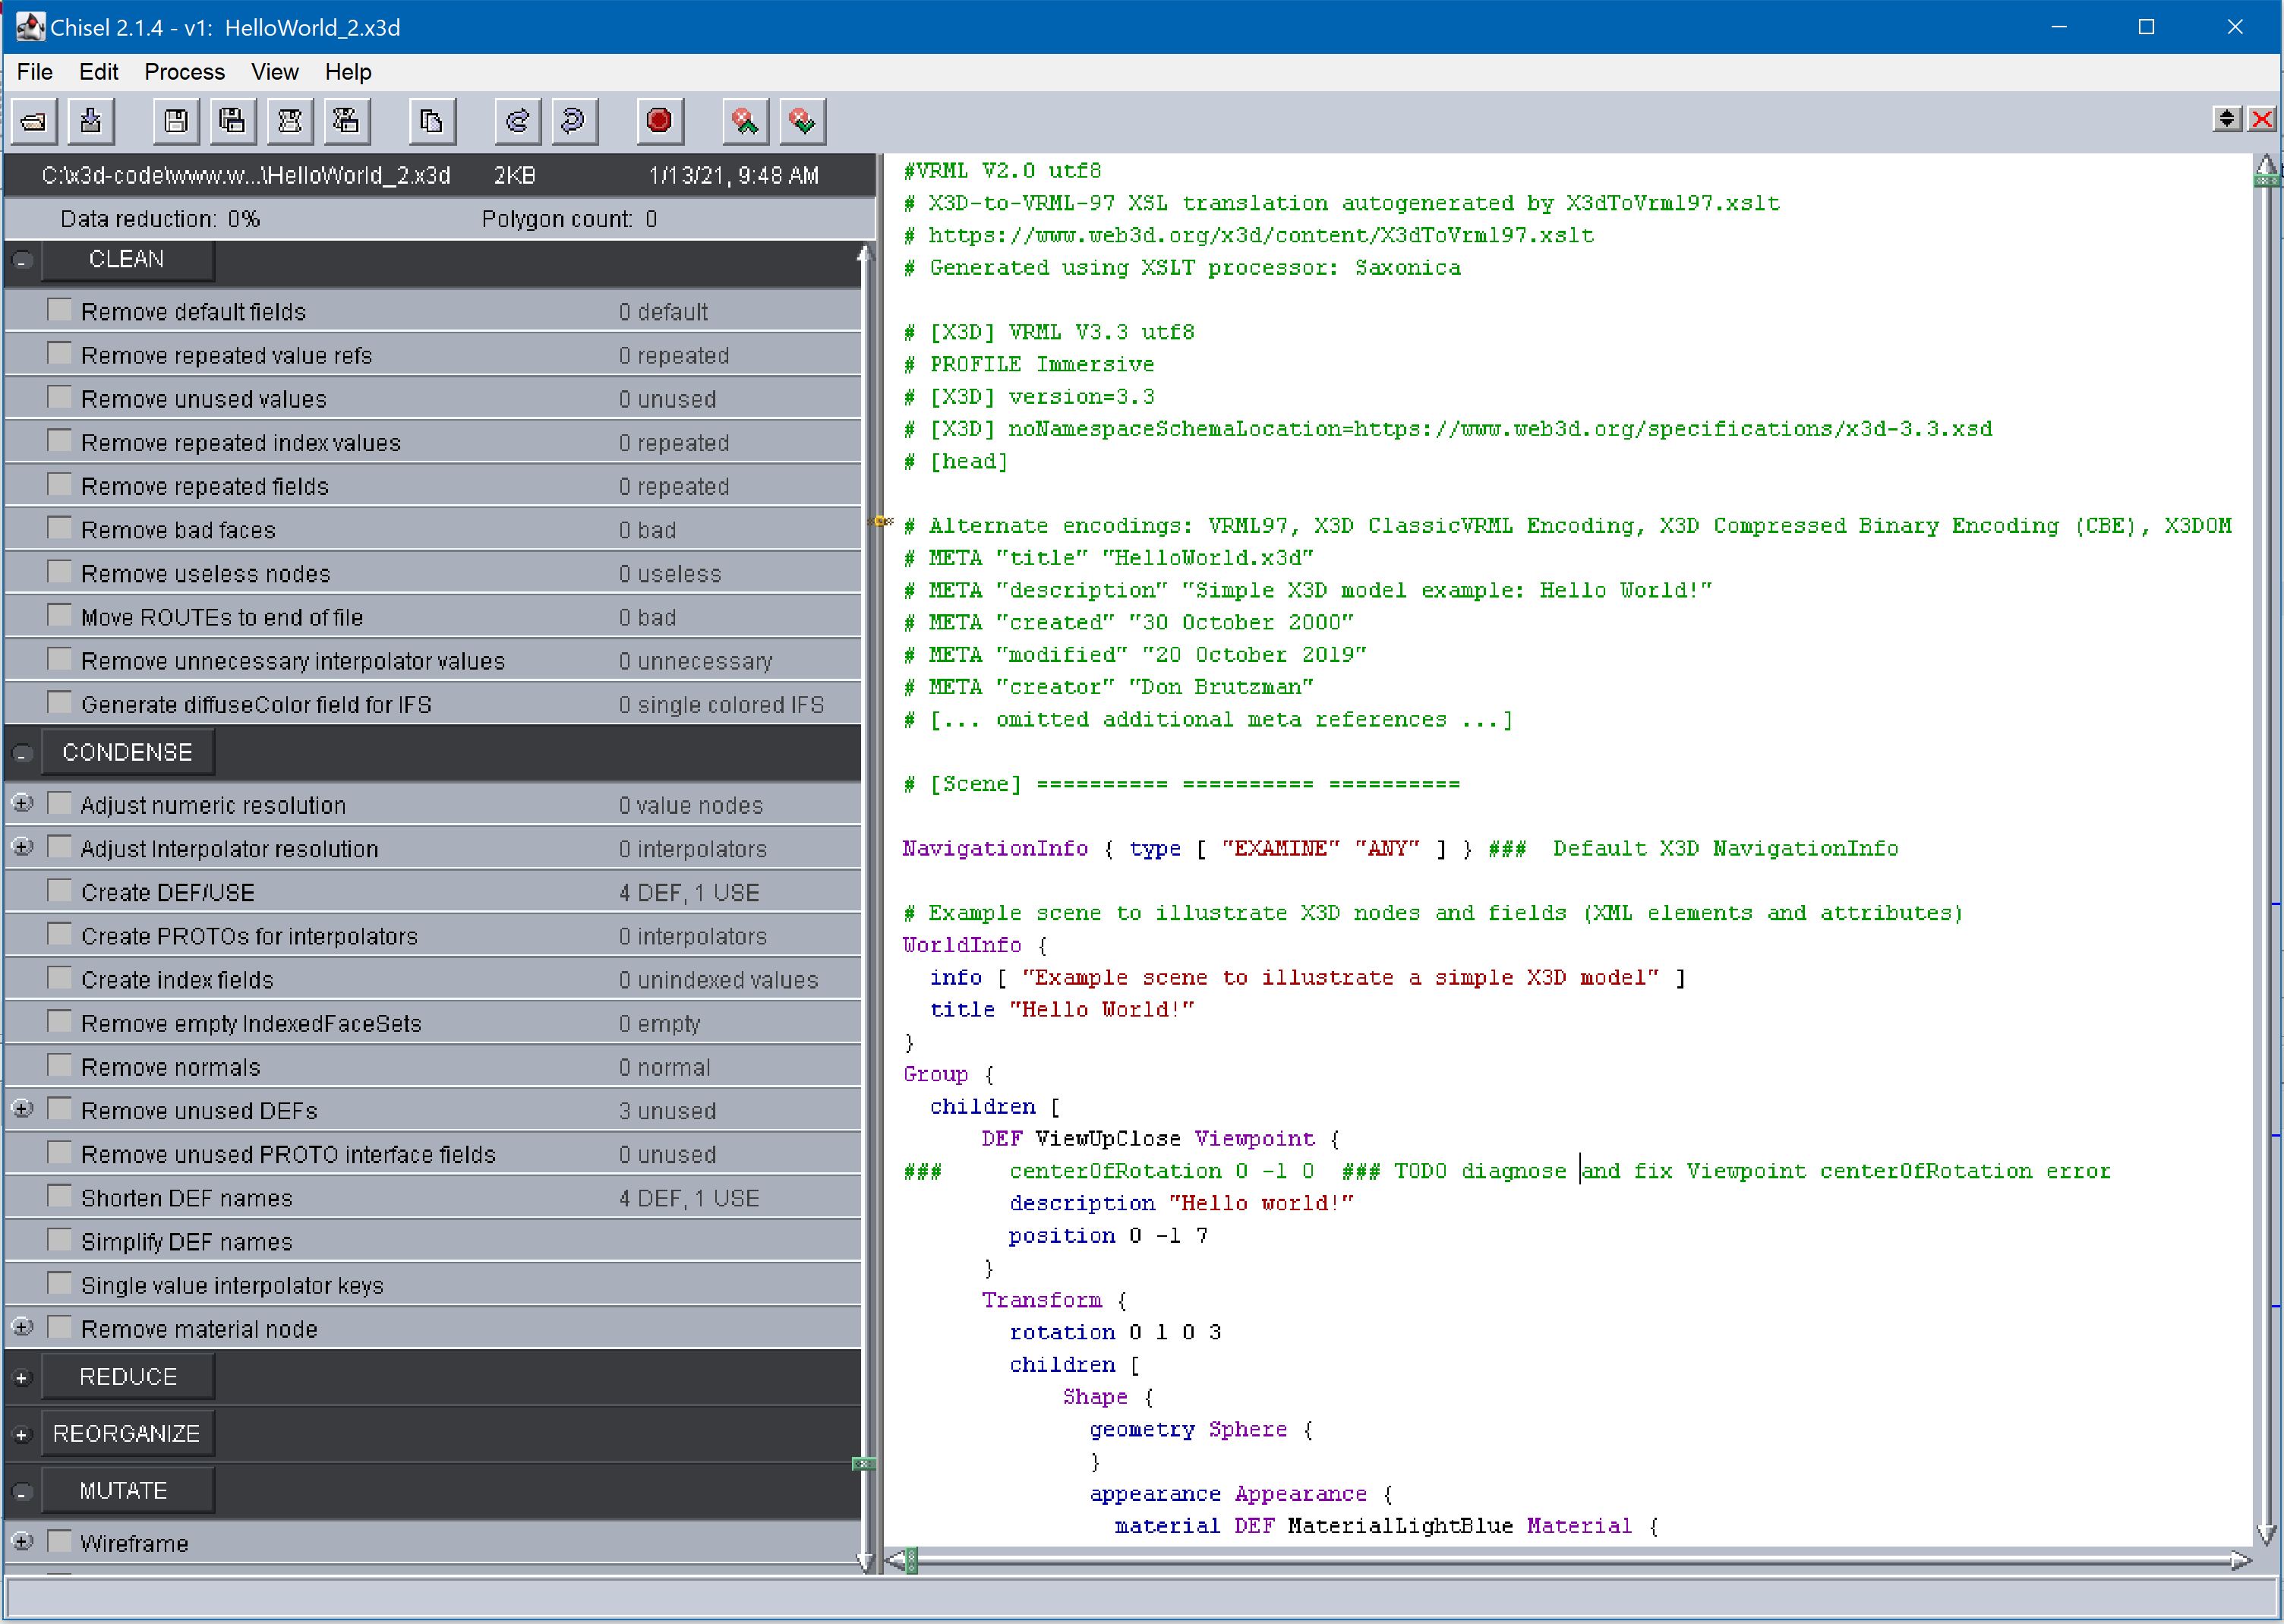 Chisel 2.1.4 - v1:  HelloWorld_2.x3d
File Edit Process View Help
C:\x3d-code\www.w...\HelloWorld_2.x3d 2KB 1/13/21, 9:48 AM
Data reduction: 0% Polygon count: 0
- CLEAN
Remove default fields 0 default
Remove repeated value refs 0 repeated
Remove unused values 0 unused
Remove repeated index values 0 repeated
Remove repeated fields 0 repeated
Remove bad faces 0 bad
Remove useless nodes 0 useless
Move ROUTEs to end of file 0 bad
Remove unnecessary interpolator values 0 unnecessary
Generate diffuseColor field for IFS 0 single colored IFS
- CONDENSE
+ Adjust numeric resolution 0 value nodes
+ Adjust Interpolator resolution 0 interpolators
Create DEF/USE 4 DEF, 1 USE
Create PROTOs for interpolators 0 interpolators
Create index fields 0 unindexed values
Remove empty IndexedFaceSets 0 empty
Remove normals 0 normal
+ Remove unused DEFs 3 unused
Remove unused PROTO interface fields 0 unused
Shorten DEF names 4 DEF, 1 USE
Simplify DEF names
Single value interpolator keys
+ Remove material node
+ REDUCE
+ REORGANIZE
- MUTATE
+ Wireframe
#VRML V2.0 utf8
# X3D-to-VRML-97 XSL translation autogenerated by X3dToVrml97.xslt
# https://www.web3d.org/x3d/content/X3dToVrml97.xslt
# Generated using XSLT processor: Saxonica
# [X3D] VRML V3.3 utf8
# PROFILE Immersive
# [X3D] version=3.3
# [X3D] noNamespaceSchemaLocation=https://www.web3d.org/specifications/x3d-3.3.xsd
# [head]
# Alternate encodings: VRML97, X3D ClassicVRML Encoding, X3D Compressed Binary Encoding (CBE), X3DOM
# META "title" "HelloWorld.x3d"
# META "description" "Simple X3D model example: Hello World!"
# META "created" "30 October 2000"
# META "modified" "20 October 2019"
# META "creator" "Don Brutzman"
# [... omitted additional meta references ...]
# [Scene] ========== ========== ==========
NavigationInfo { type [ "EXAMINE" "ANY" ] } ###  Default X3D NavigationInfo
# Example scene to illustrate X3D nodes and fields (XML elements and attributes)
WorldInfo {
info [ "Example scene to illustrate a simple X3D model" ]
title "Hello World!"
}
Group {
children [
DEF ViewUpClose Viewpoint {
### centerOfRotation 0 -1 0  ### TODO diagnose and fix Viewpoint centerOfRotation error
description "Hello world!"
position 0 -1 7
}
Transform {
rotation 0 1 0 3
children [
Shape {
geometry Sphere {
}
appearance Appearance {
material DEF MaterialLightBlue Material {